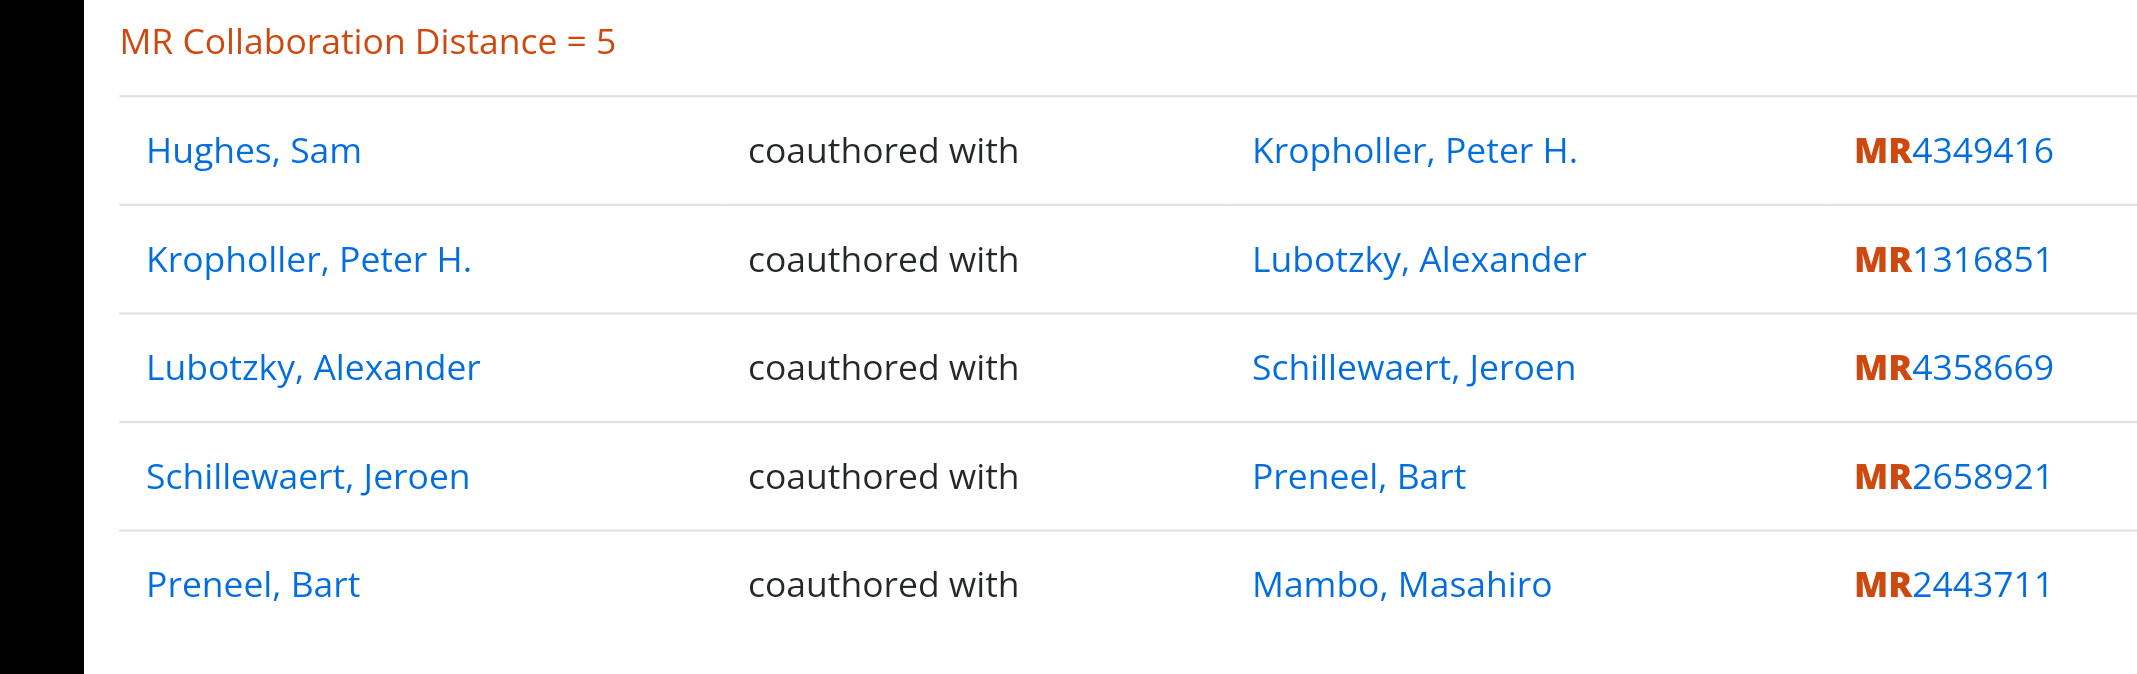 MR Collaboration Distance = 5
Hughes, Sam coauthored with Kropholler, Peter H. MR4349416
Kropholler, Peter H. coauthored with Lubotzky, Alexander MR1316851
Lubotzky, Alexander coauthored with Schillewaert, Jeroen MR4358669
Schillewaert, Jeroen coauthored with Preneel, Bart MR2658921
Preneel, Bart coauthored with Mambo, Masahiro MR2443711